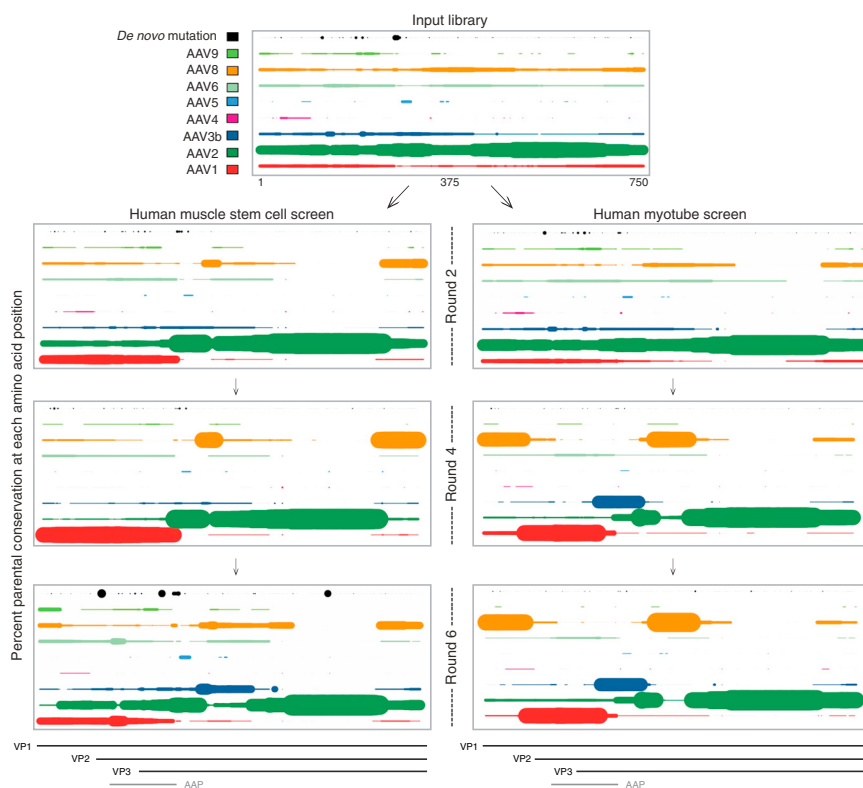 Input library
De novo mutation
AAV9
AAV8
AAV6
AAV5
AAV4
AAV3b
AAV2
AAV1
1 375 750
Human muscle stem cell screen
Human myotube screen
Percent parental conservation at each amino acid position
Round 2
Round 4
Round 6
VP1
VP2
VP3
AAP
VP1
VP2
VP3
AAP